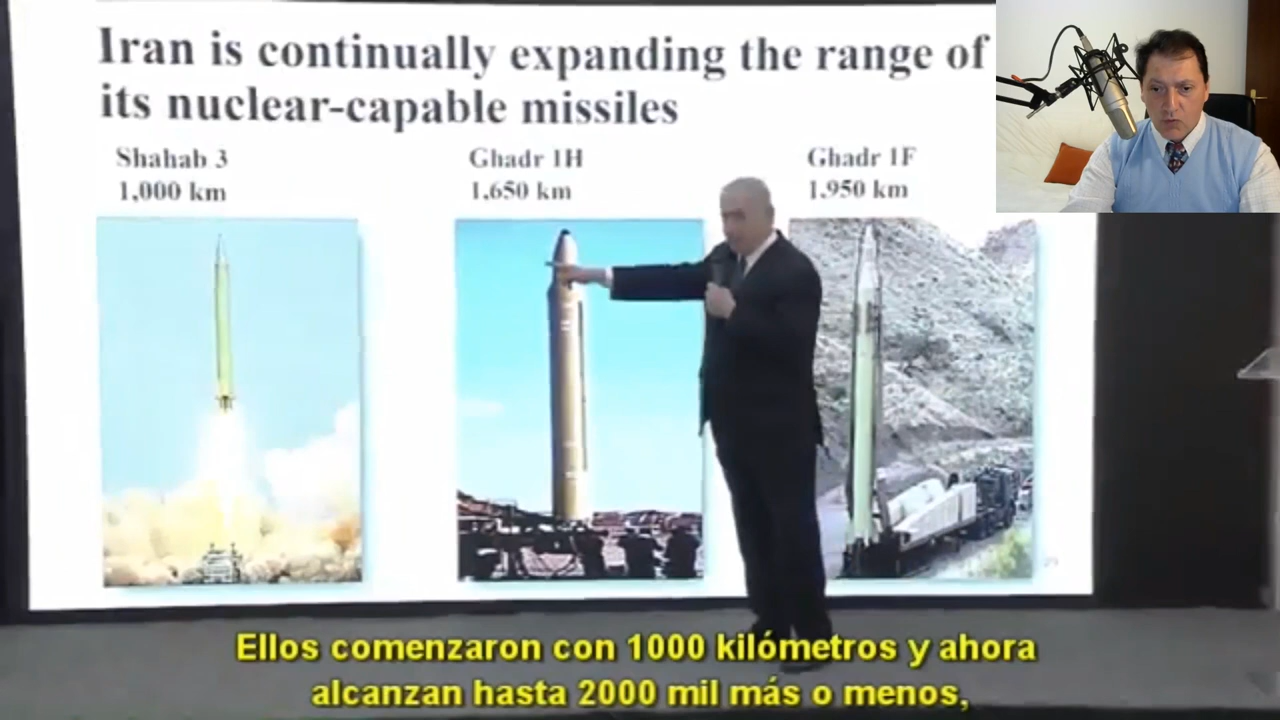 Iran is continually expanding the range of
its nuclear-capable missiles
Shahab 3
1,000 km
Ghadr 1H
1,650 km
Ghadr 1F
1,950 km
Ellos comenzaron con 1000 kilómetros y ahora
alcanzan hasta 2000 mil más o menos,